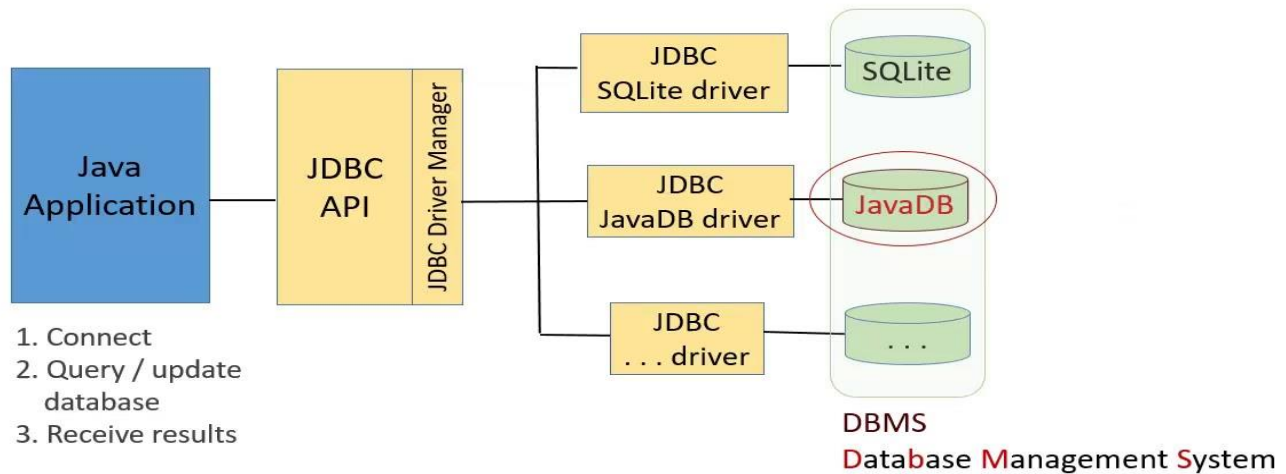 Java
Application
1. Connect
2. Query / update
database
3. Receive results
JDBC
API
JDBC Driver Manager
JDBC
SQLite driver
JDBC
JavaDB driver
JDBC
. . . driver
SQLite
JavaDB
. . .
DBMS
Database Management System